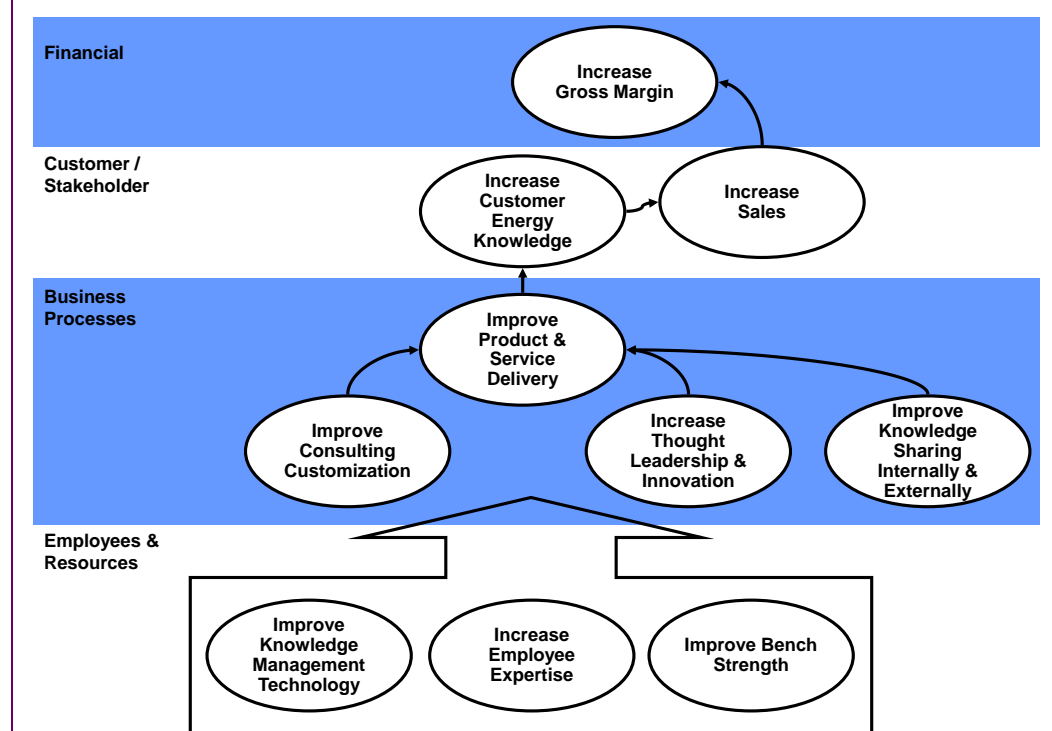 Financial
Increase
Gross Margin
Customer /
Stakeholder
Increase
Customer
Energy
Knowledge
Increase
Sales
Business
Processes
Improve
Product &
Service
Delivery
Improve
Consulting
Customization
Increase
Thought
Leadership &
Innovation
Improve
Knowledge
Sharing
Internally &
Externally
Employees &
Resources
Improve
Knowledge
Management
Technology
Increase
Employee
Expertise
Improve Bench
Strength